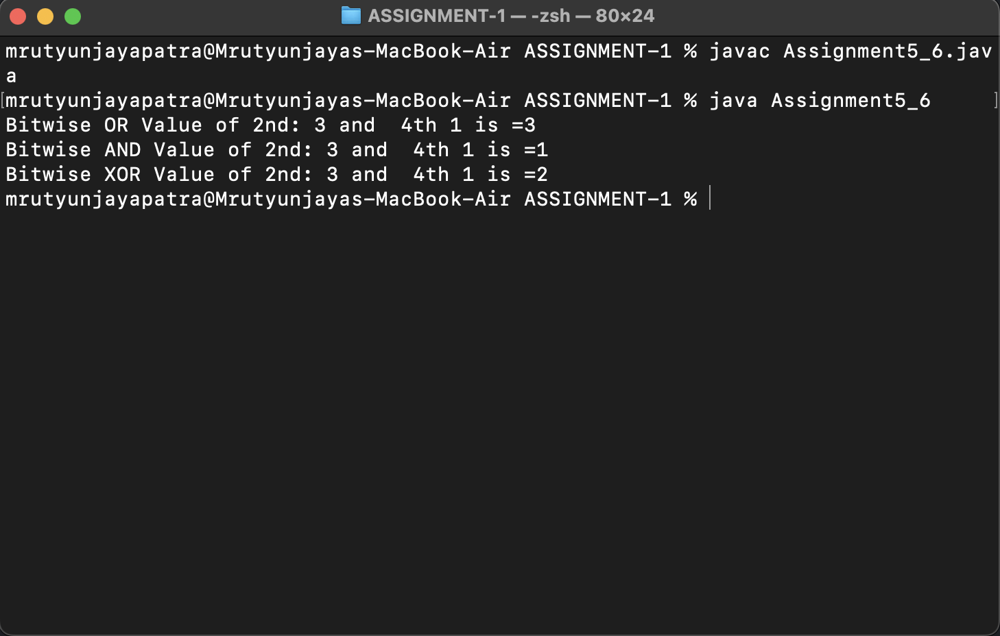 ASSIGNMENT-1 — -zsh — 80×24
mrutyunjayapatra@Mrutyunjayas-MacBook-Air ASSIGNMENT-1 % javac Assignment5_6.jav
a
[mrutyunjayapatra@Mrutyunjayas-MacBook-Air ASSIGNMENT-1 % java Assignment5_6 ]
Bitwise OR Value of 2nd: 3 and  4th 1 is =3
Bitwise AND Value of 2nd: 3 and  4th 1 is =1
Bitwise XOR Value of 2nd: 3 and  4th 1 is =2
mrutyunjayapatra@Mrutyunjayas-MacBook-Air ASSIGNMENT-1 %